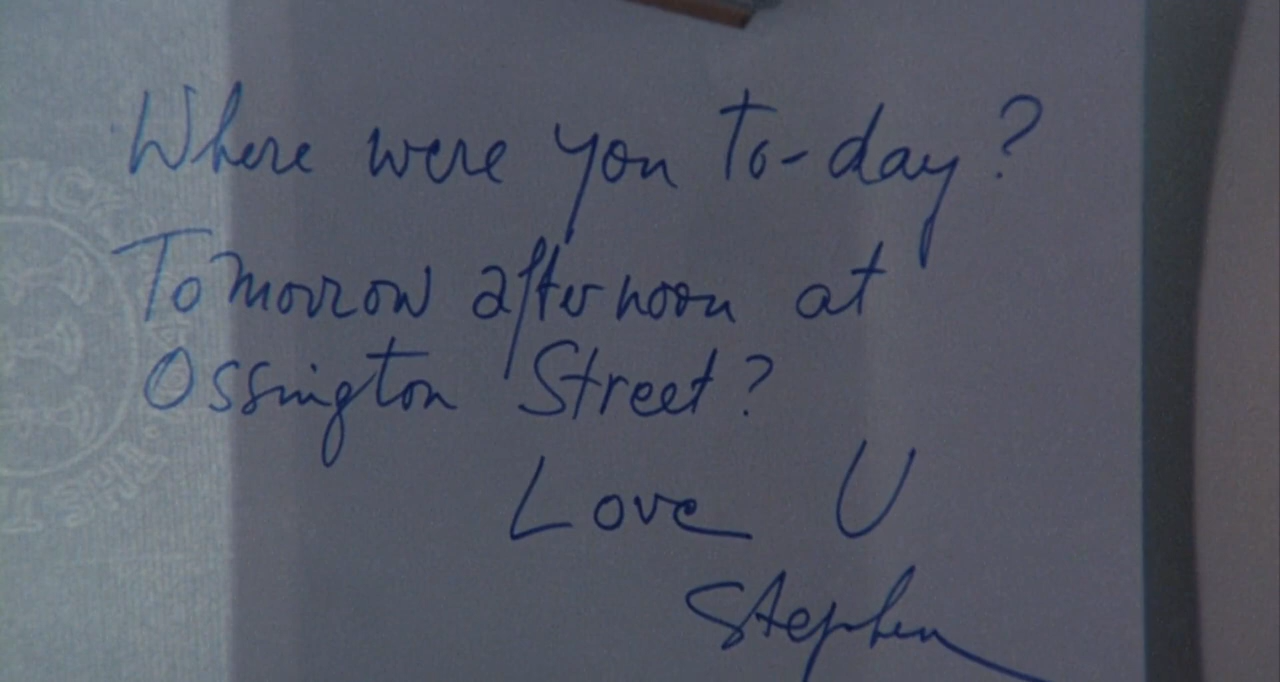 Where were you to-day?
Tomorrow afternoon at
Ossington Street?
Love U
Stephen